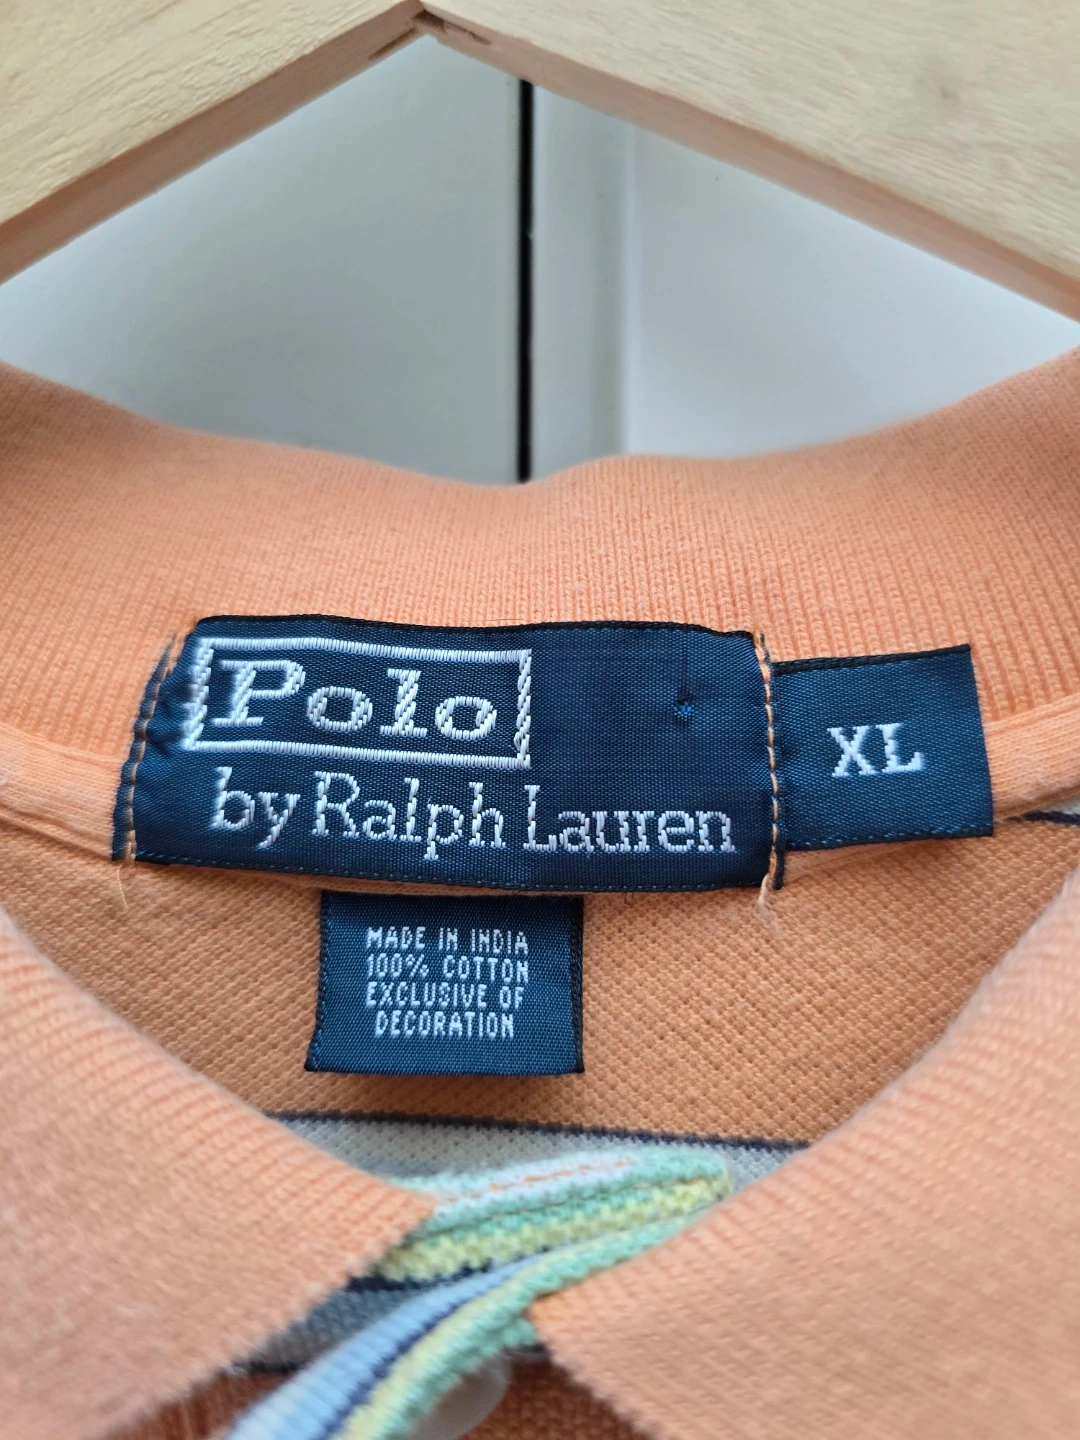 Polo
by Ralph Lauren
XL
MADE IN INDIA
100% COTTON
EXCLUSIVE OF
DECORATION